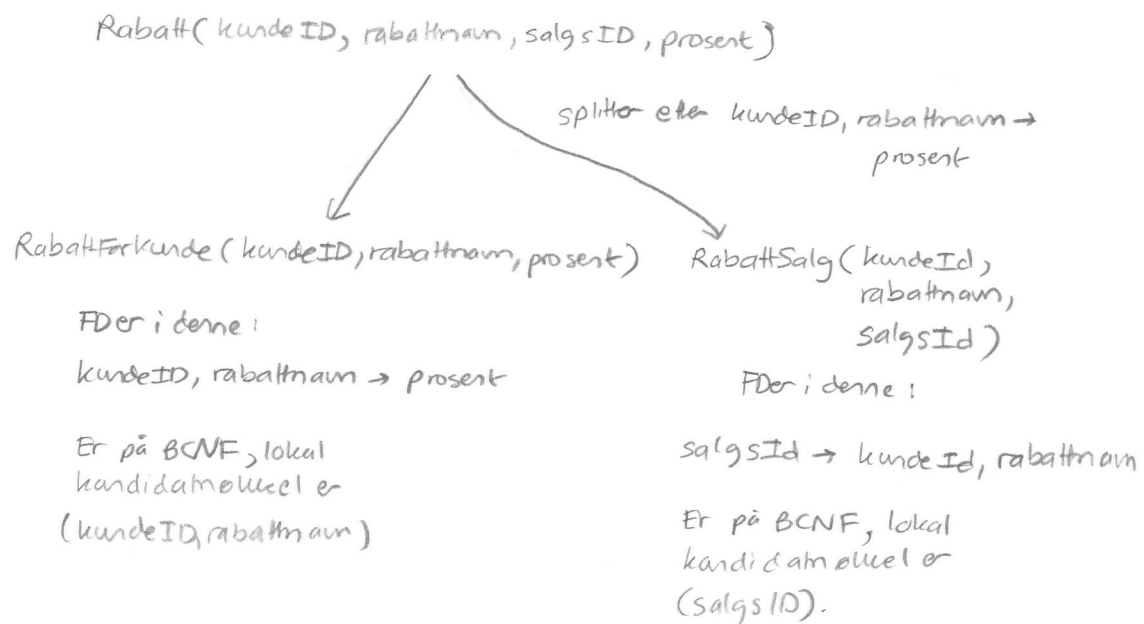 Rabatt(kundeID, rabattnavn, salgsID, prosent)
splitter etter kundeID, rabattnavn →
prosent
RabattForKunde(kundeID, rabattnavn, prosent)
FDer i denne:
kundeID, rabattnavn → prosent
Er på BCNF, lokal
kandidatnøkkel er
(kundeID, rabattnavn)
RabattSalg(kundeId,
rabattnavn,
salgsId)
FDer i denne:
salgsId → kundeId, rabattnavn
Er på BCNF, lokal
kandidatnøkkel er
(salgsID).